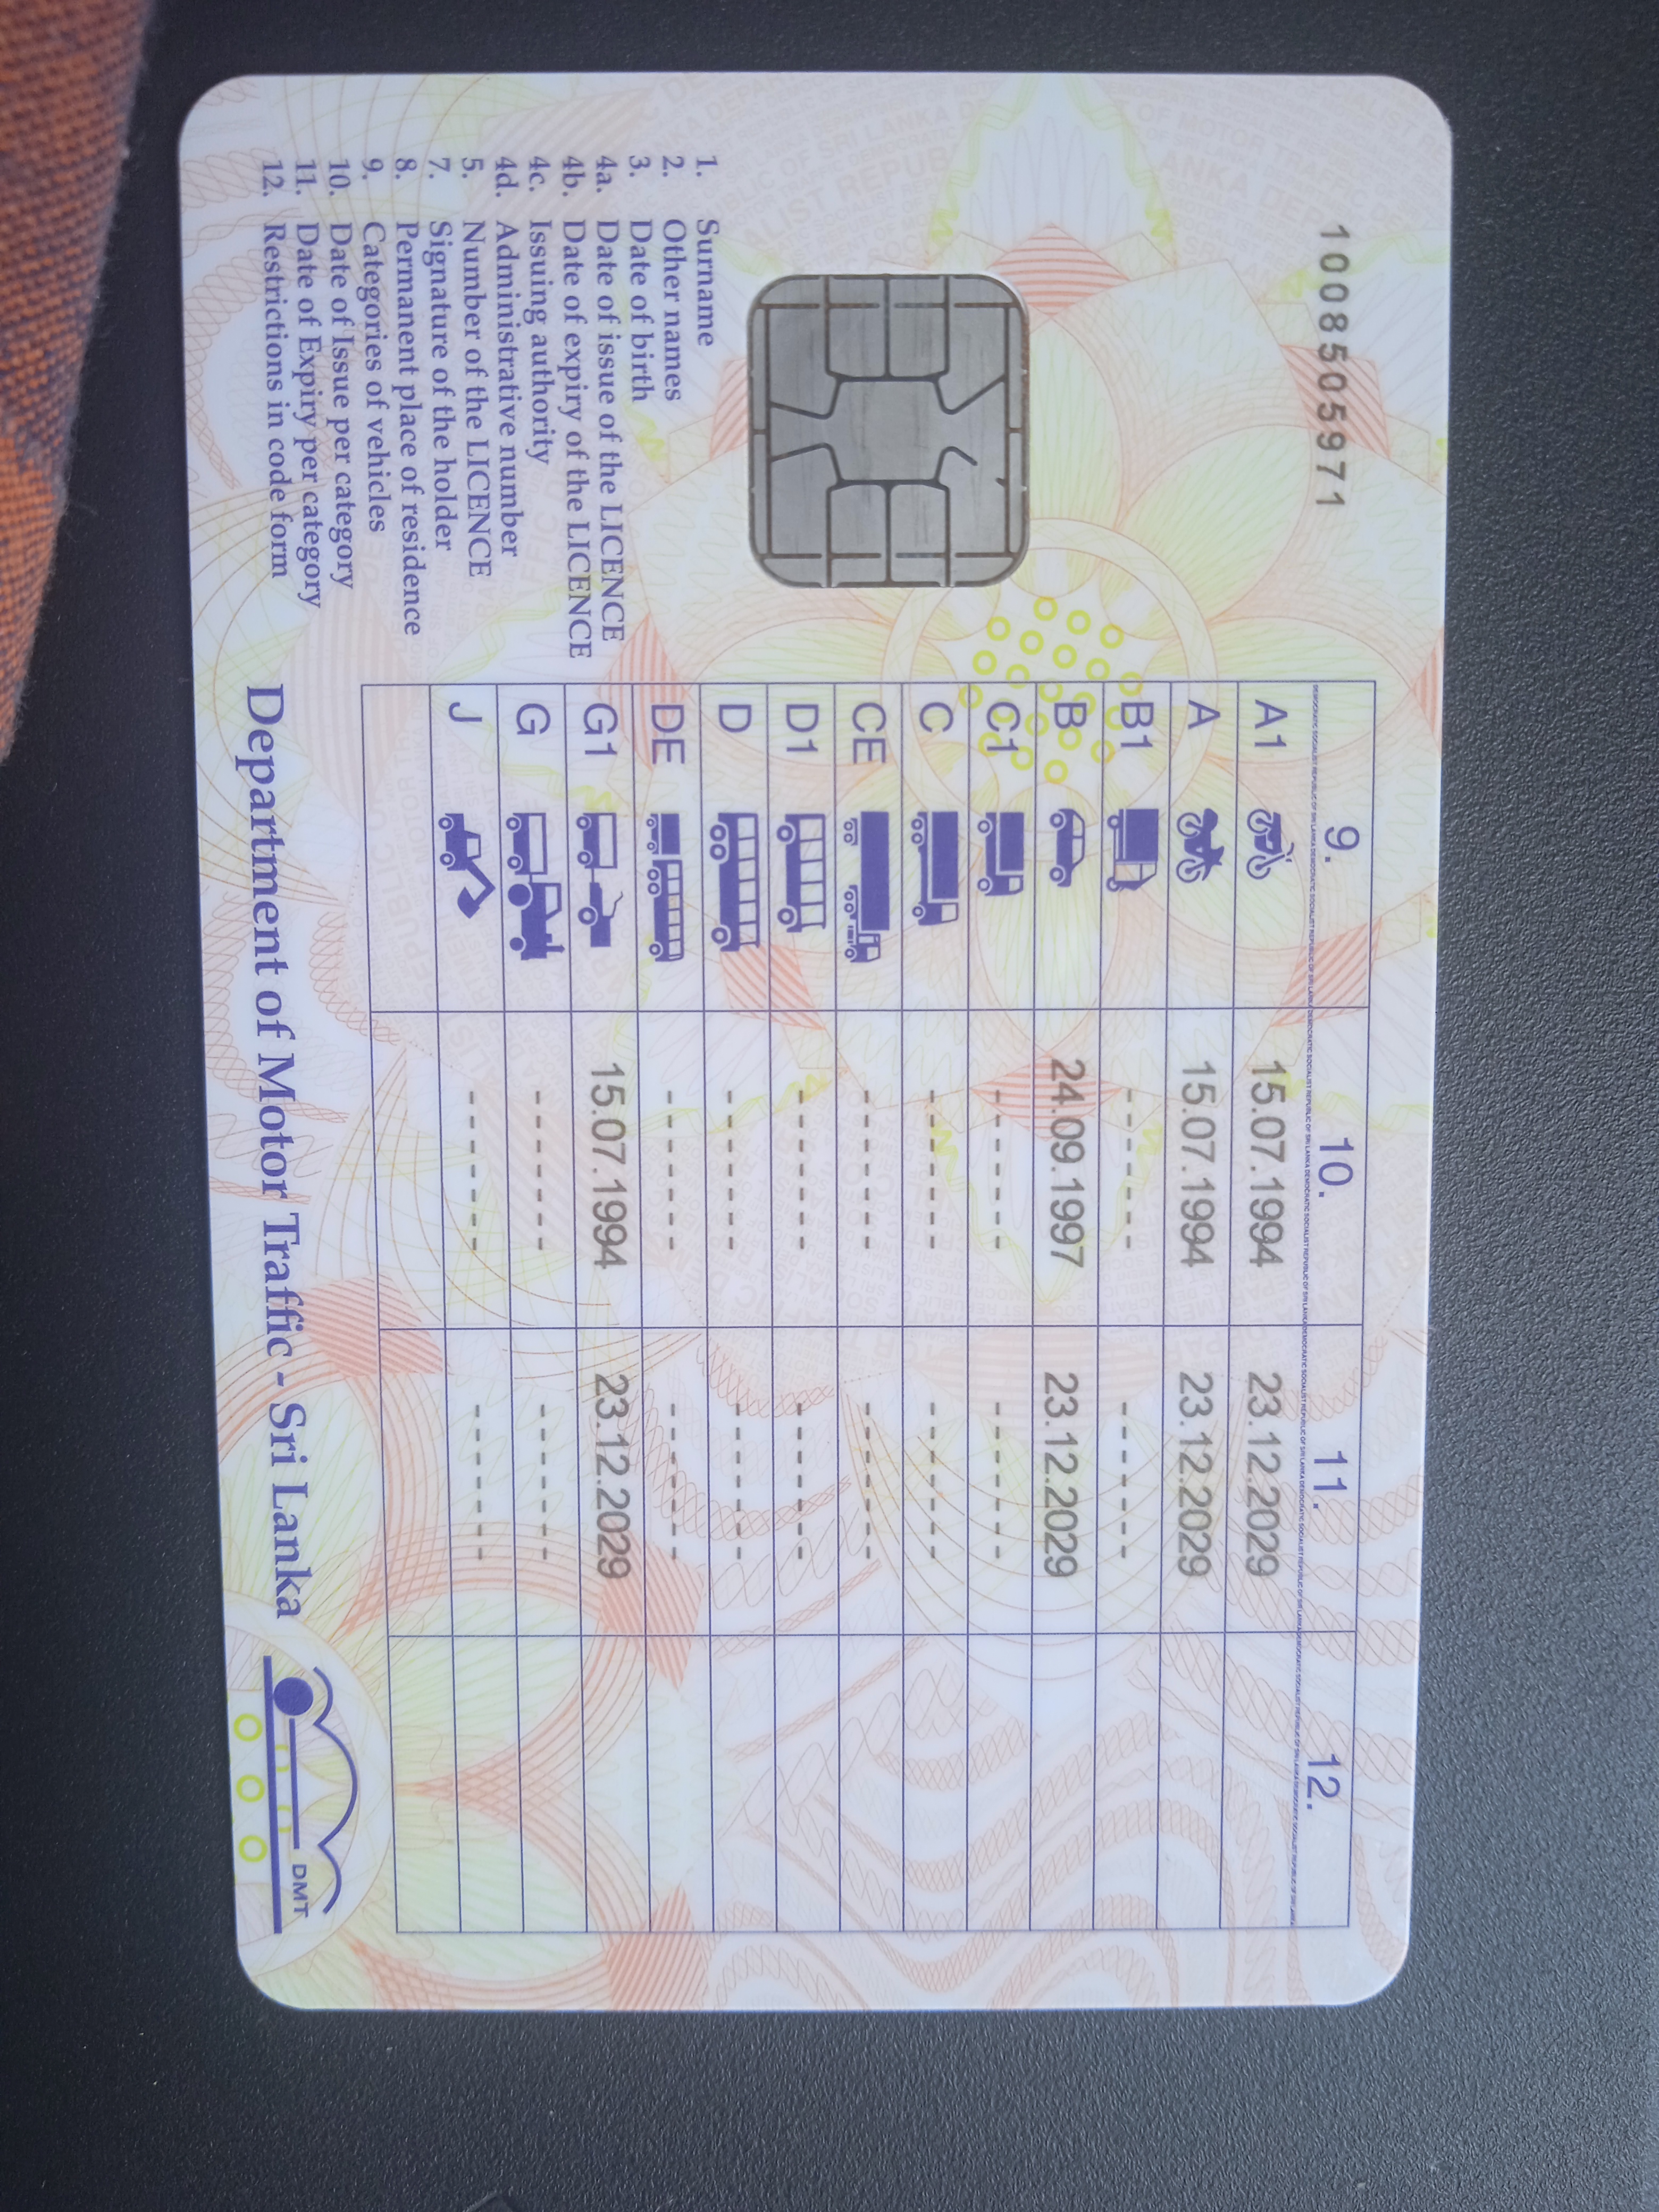 1008505971
1. Surname
2. Other names
3. Date of birth
4a. Date of issue of the LICENCE
4b. Date of expiry of the LICENCE
4c. Issuing authority
4d. Administrative number
5. Number of the LICENCE
7. Signature of the holder
8. Permanent place of residence
9. Categories of vehicles
10. Date of Issue per category
11. Date of Expiry per category
12. Restrictions in code form
9. 10. 11. 12.
A1 15.07.1994 23.12.2029
A 15.07.1994 23.12.2029
B1 ------- -------
B 24.09.1997 23.12.2029
C1 ------- -------
C ------- -------
CE ------- -------
D1 ------- -------
D ------- -------
DE ------- -------
G1 15.07.1994 23.12.2029
G ------- -------
J ------- -------
Department of Motor Traffic - Sri Lanka
DMT